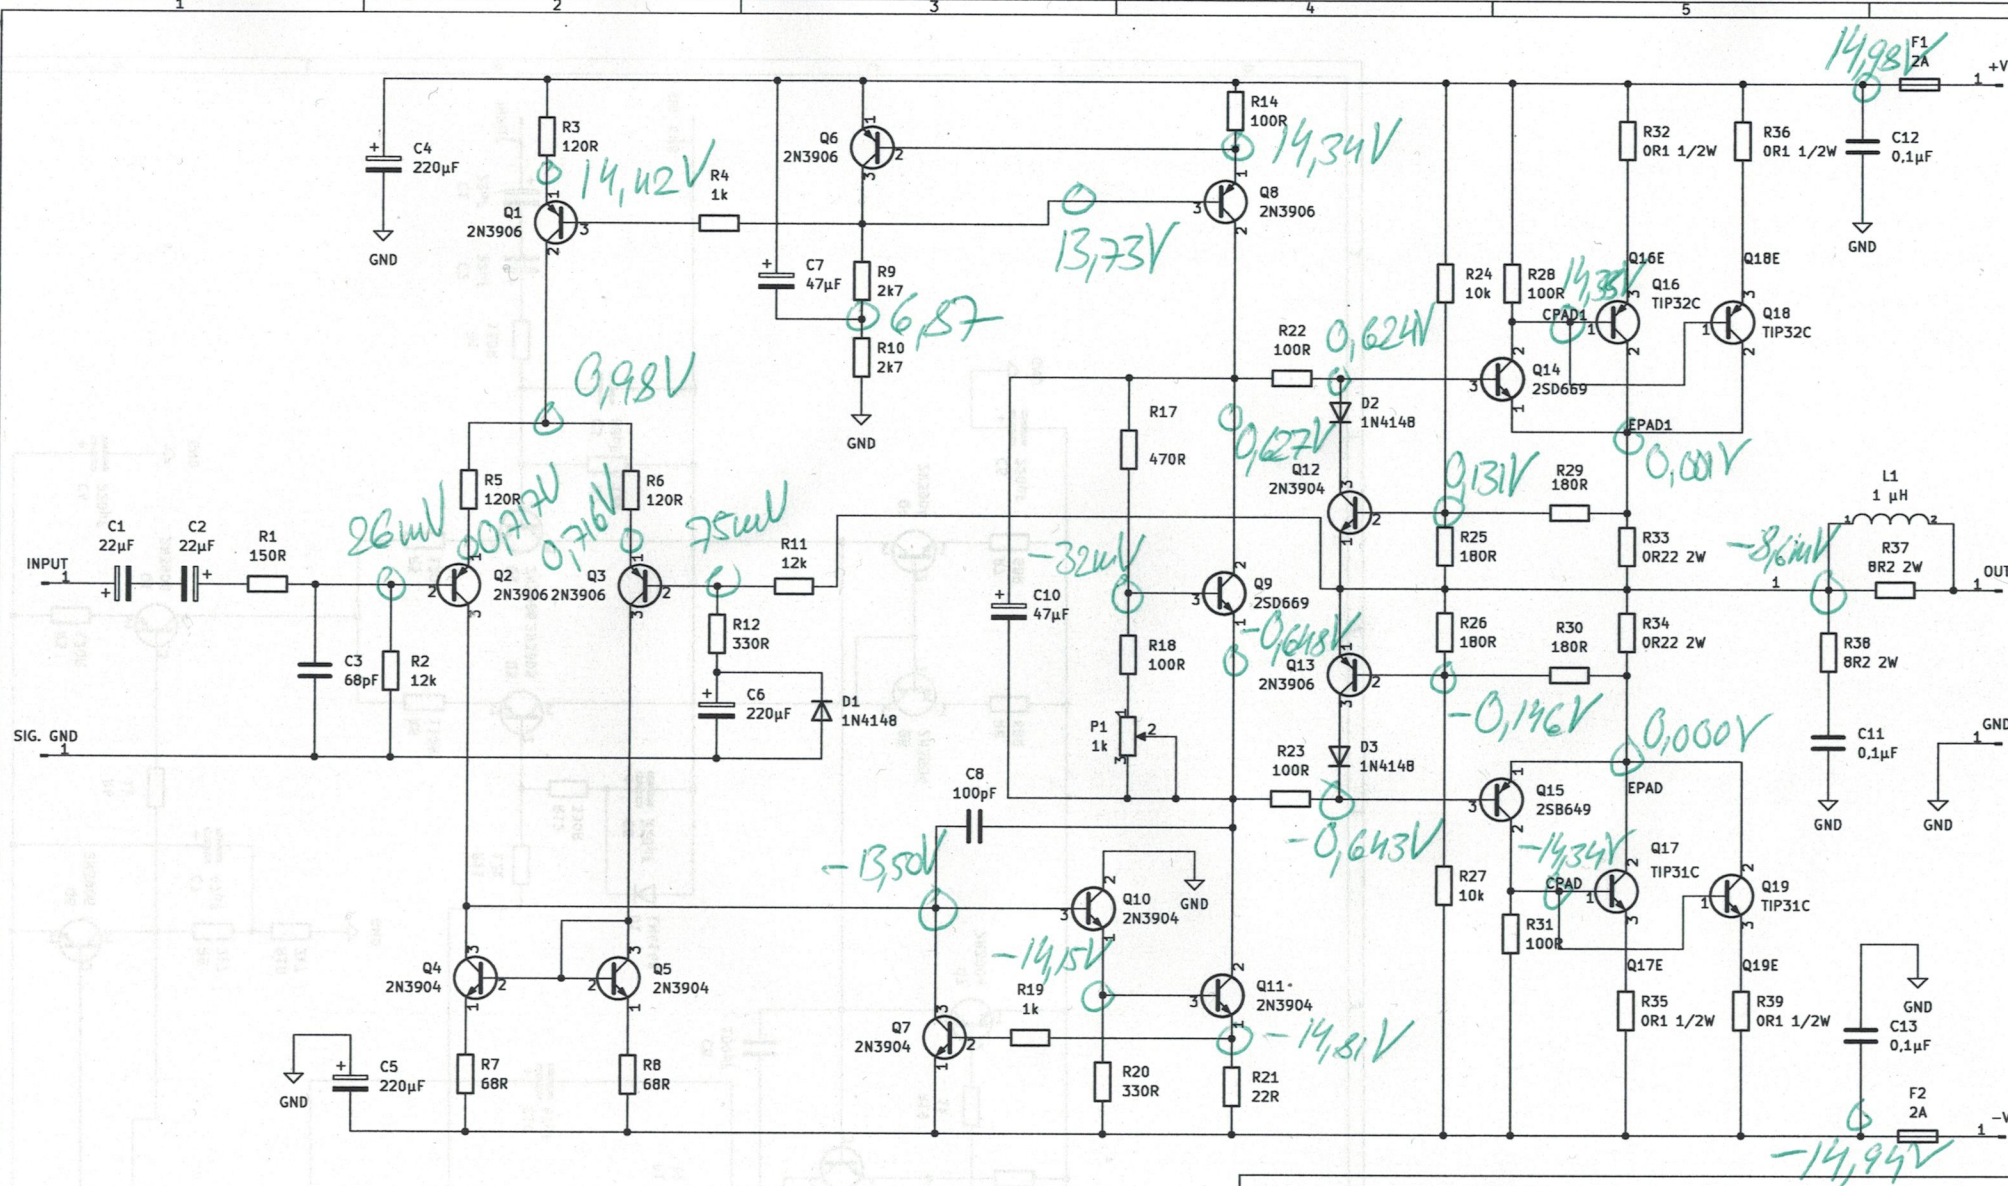 1
2
3
4
5
14,98V
F1
2A
+V
1
R3
120R
C4
220µF
+
GND
14,42V
Q1
2N3906
R4
1k
Q6
2N3906
R14
100R
14,34V
Q8
2N3906
13,73V
C7
47µF
+
R9
2k7
6,87
R10
2k7
GND
R32
0R1 1/2W
R36
0R1 1/2W
C12
0,1µF
GND
R24
10k
R28
100R
Q16E
Q16
TIP32C
Q18E
Q18
TIP32C
CPAD1
R22
100R
0,624V
Q14
2SD669
D2
1N4148
EPAD1
0,001V
0,98V
R5
120R
R6
120R
0,717V
0,716V
26mV
75mV
R17
470R
0,627V
Q12
2N3904
0,131V
R29
180R
R25
180R
R33
0R22 2W
L1
1 µH
R37
8R2 2W
-8,6mV
OUT
1
INPUT
1
C1
22µF
+
C2
22µF
+
R1
150R
Q2
2N3906
Q3
2N3906
R11
12k
-32mV
C10
47µF
+
Q9
2SD669
-0,648V
R12
330R
R18
100R
C3
68pF
R2
12k
C6
220µF
+
D1
1N4148
P1
1k
Q13
2N3906
R26
180R
R30
180R
R34
0R22 2W
-0,146V
R38
8R2 2W
C11
0,1µF
GND
GND
1
GND
SIG. GND
1
R23
100R
D3
1N4148
-0,643V
0,000V
EPAD
Q15
2SB649
C8
100pF
-13,50V
Q10
2N3904
GND
-14,34V
CPAD
Q17
TIP31C
Q19
TIP31C
R27
10k
R31
100R
Q17E
Q19E
-14,15V
Q4
2N3904
Q5
2N3904
R19
1k
Q11
2N3904
Q7
2N3904
-14,81V
R7
68R
R8
68R
R20
330R
R21
22R
R35
0R1 1/2W
R39
0R1 1/2W
GND
C13
0,1µF
C5
220µF
+
GND
F2
2A
-V
1
-14,94V